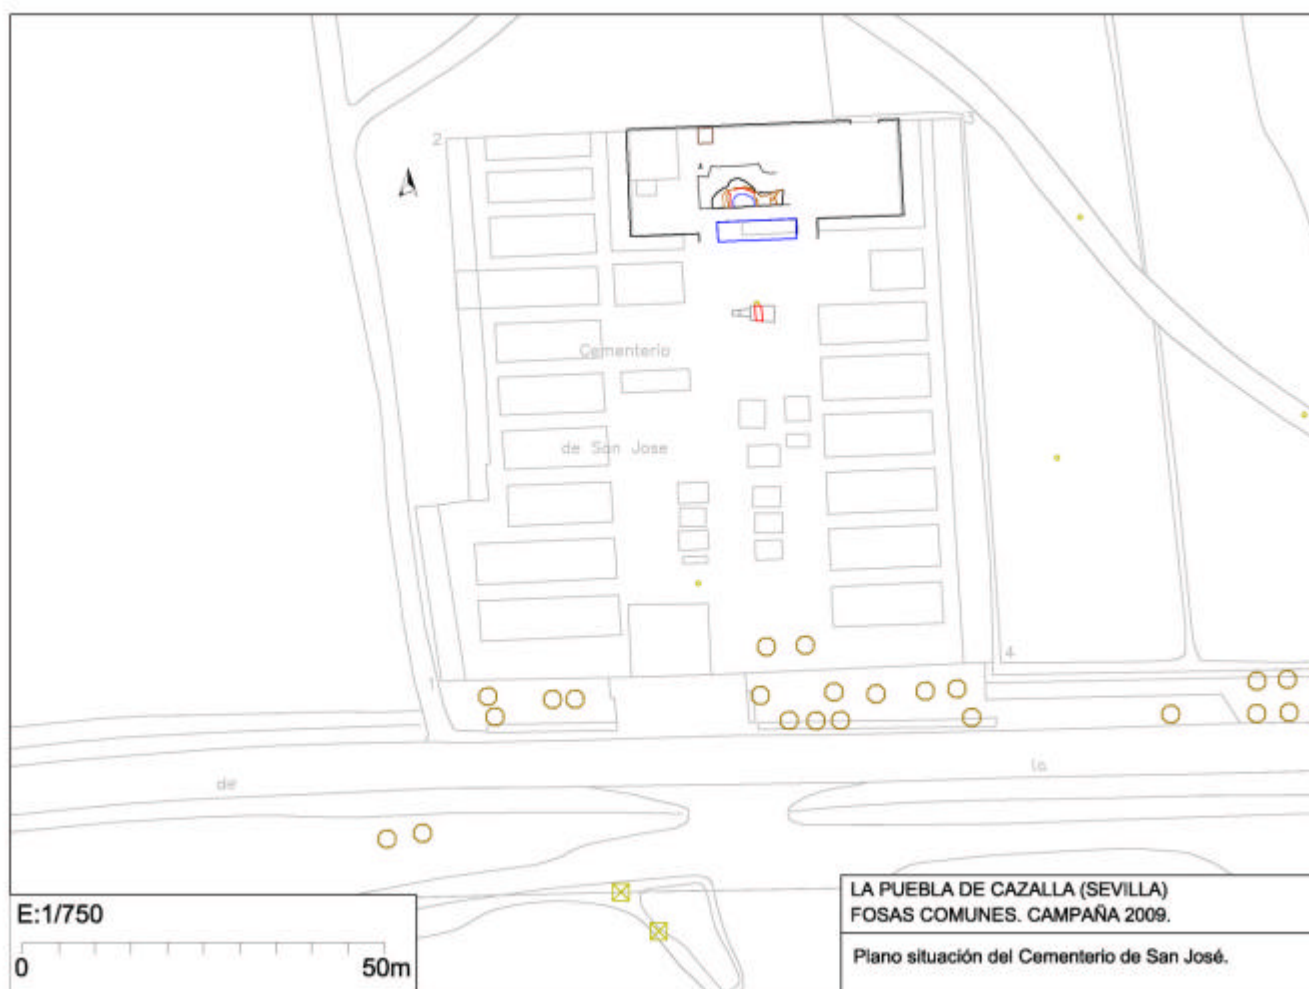 2
3
Cementerio
de San Jose
4
1
de
la
E:1/750
0
50m
LA PUEBLA DE CAZALLA (SEVILLA)
FOSAS COMUNES. CAMPAÑA 2009.
Plano situación del Cementerio de San José.